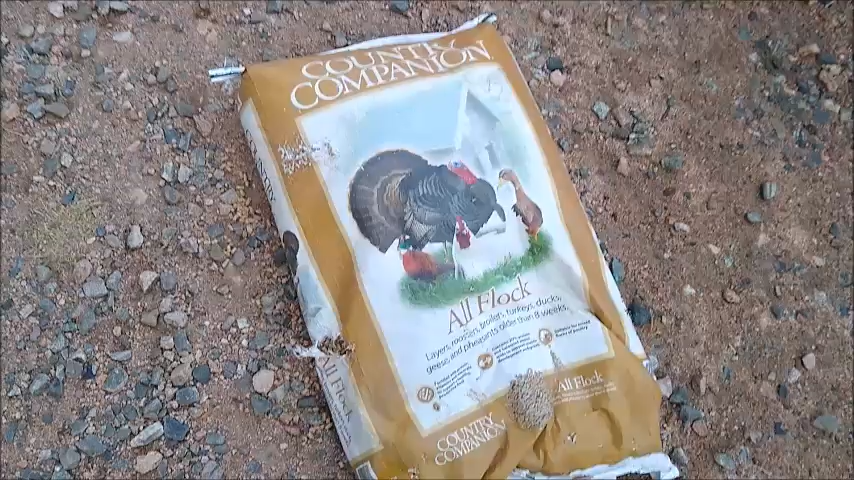 COUNTRY
COMPANION
COUNTRY
All Flock
Layers, roosters, broilers, turkeys, ducks,
geese and pheasants older than 8 weeks.
All Flock
All Flock
COUNTRY
COMPANION